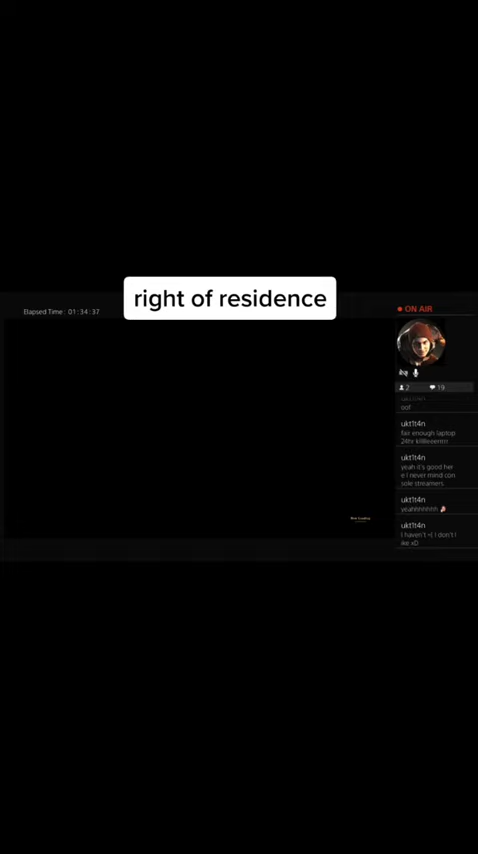 right of residence
Elapsed Time : 01:34:37
ON AIR
2
19
oof
ukt1t4n
fair enough laptop
24hr killlleeerrrr
ukt1t4n
yeah it's good her
e I never mind con
sole streamers
ukt1t4n
yeahhhhhhh
ukt1t4n
I haven't >( I don't l
ike xD